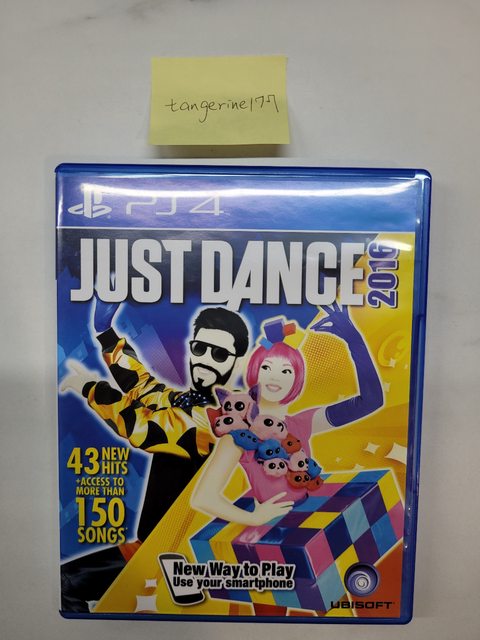 tangerine177
PS4
JUST DANCE
2016
43 NEW
HITS
+ACCESS TO
MORE THAN
150
SONGS*
New Way to Play
Use your smartphone
UBISOFT